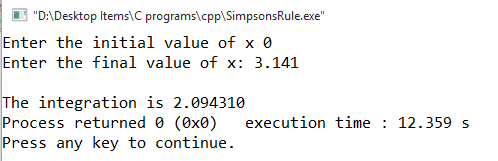 "D:\Desktop Items\C programs\cpp\SimpsonsRule.exe"
Enter the initial value of x 0
Enter the final value of x: 3.141
The integration is 2.094310
Process returned 0 (0x0)   execution time : 12.359 s
Press any key to continue.